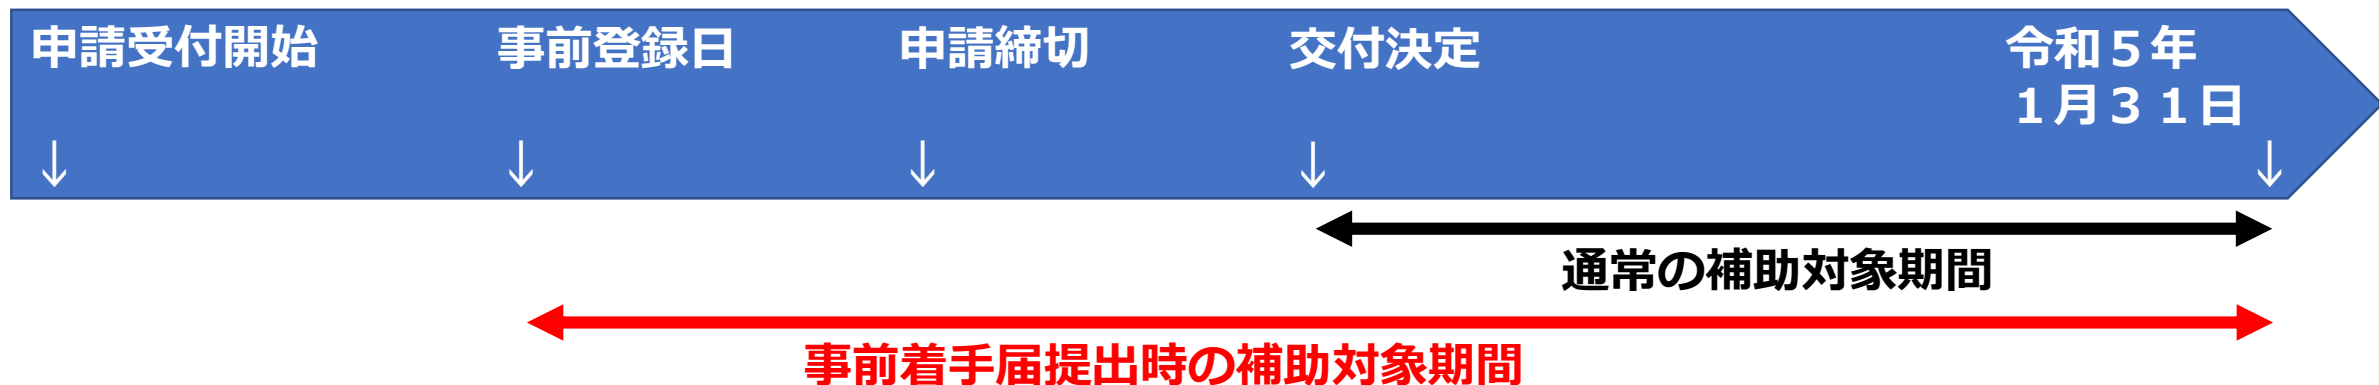 申請受付開始
事前登録日
申請締切
交付決定
令和５年
１月３１日
↓ ↓ ↓ ↓ ↓
通常の補助対象期間
事前着手届提出時の補助対象期間